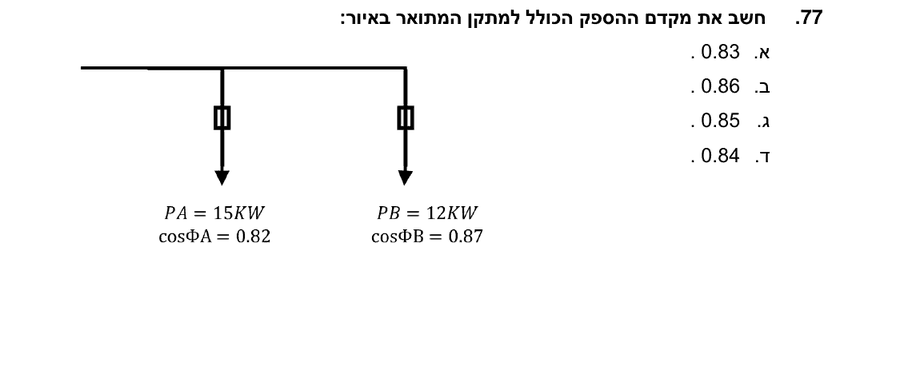 77. חשב את מקדם ההספק הכולל למתקן המתואר באיור:
א. 0.83 .
ב. 0.86 .
ג. 0.85 .
ד. 0.84 .
PA = 15KW
cosΦA = 0.82
PB = 12KW
cosΦB = 0.87